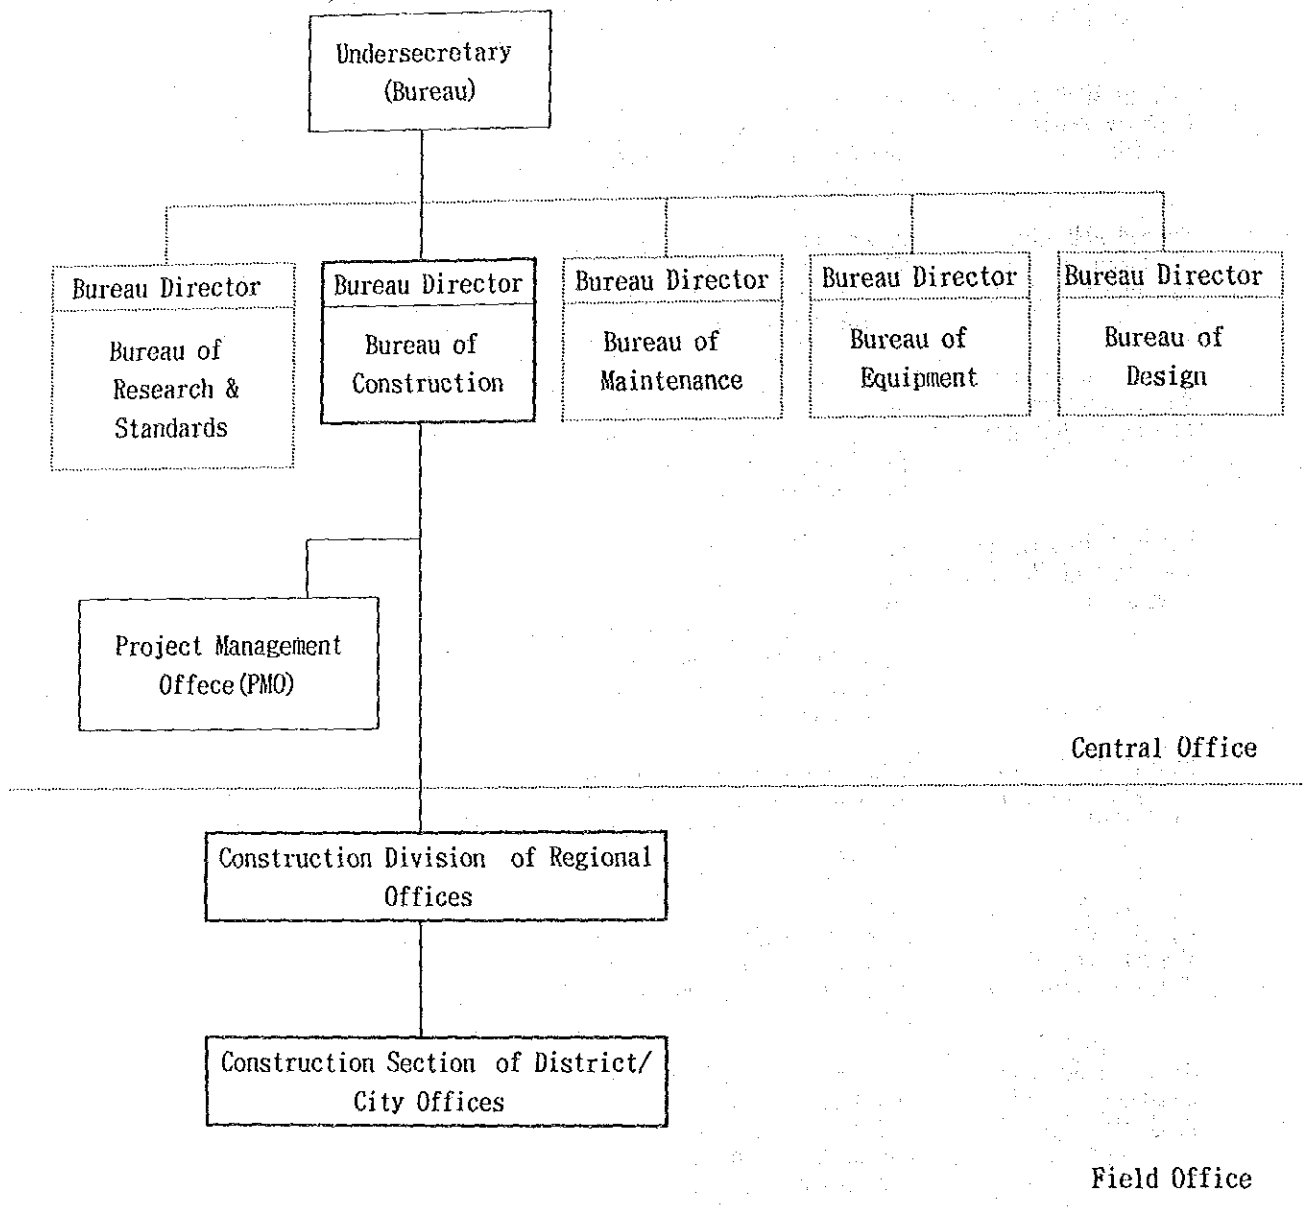 Undersecretary
(Bureau)
Bureau Director
Bureau of
Research &
Standards
Bureau Director
Bureau of
Construction
Bureau Director
Bureau of
Maintenance
Bureau Director
Bureau of
Equipment
Bureau Director
Bureau of
Design
Project Management
Offece(PMO)
Central Office
Construction Division of Regional
Offices
Construction Section of District/
City Offices
Field Office